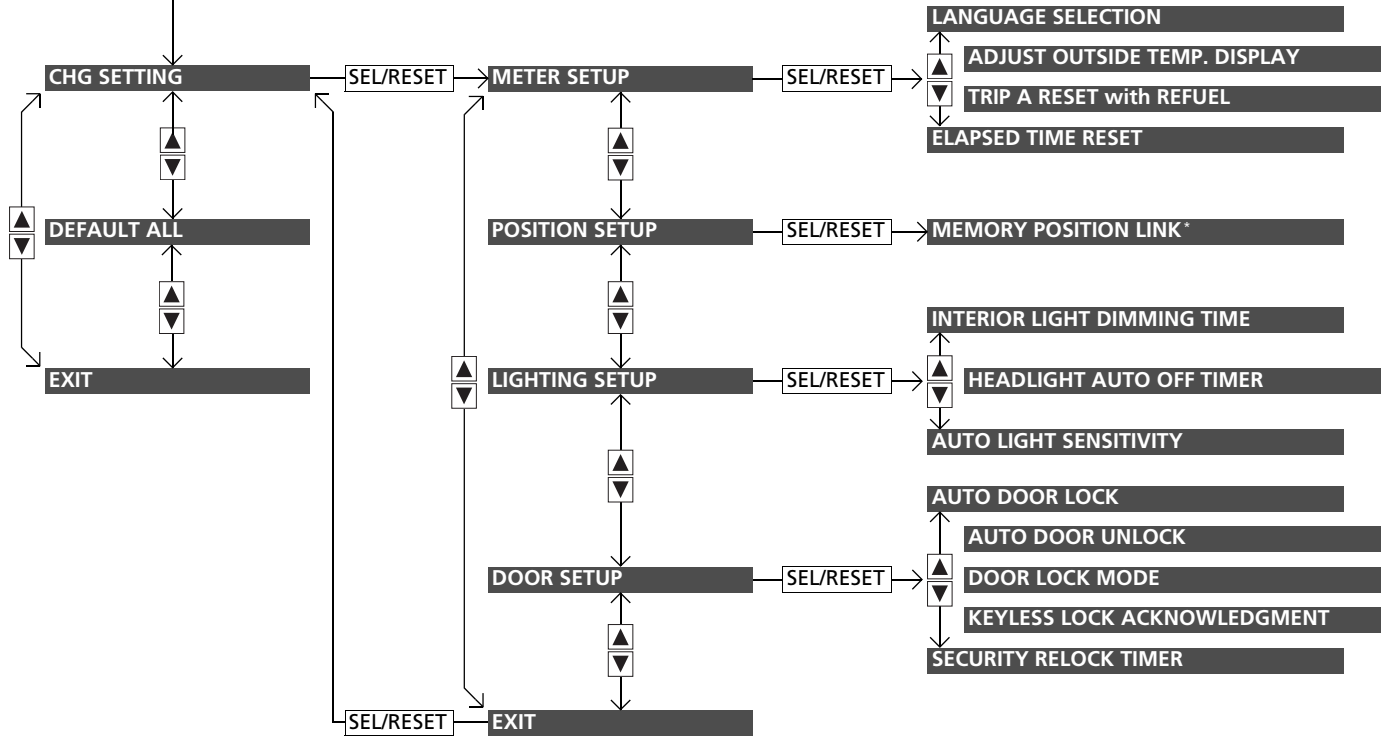 LANGUAGE SELECTION
ADJUST OUTSIDE TEMP. DISPLAY
CHG SETTING
SEL/RESET
METER SETUP
SEL/RESET
TRIP A RESET with REFUEL
ELAPSED TIME RESET
DEFAULT ALL
POSITION SETUP
SEL/RESET
MEMORY POSITION LINK*
INTERIOR LIGHT DIMMING TIME
EXIT
LIGHTING SETUP
SEL/RESET
HEADLIGHT AUTO OFF TIMER
AUTO LIGHT SENSITIVITY
AUTO DOOR LOCK
AUTO DOOR UNLOCK
DOOR SETUP
SEL/RESET
DOOR LOCK MODE
KEYLESS LOCK ACKNOWLEDGMENT
SECURITY RELOCK TIMER
SEL/RESET
EXIT